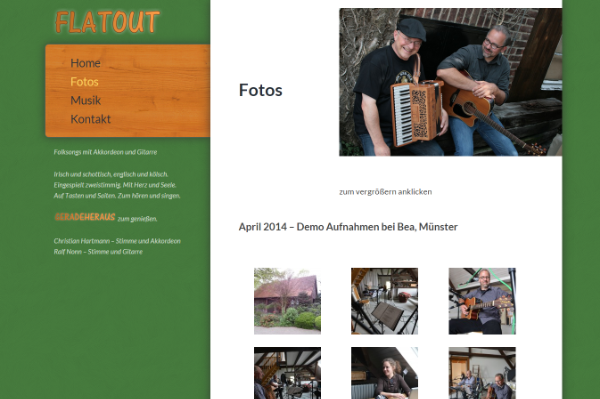 FLATOUT
Home
Fotos
Musik
Kontakt
Folksongs mit Akkordeon und Gitarre
Irisch und schottisch, englisch und kölsch.
Eingespielt zweistimmig. Mit Herz und Seele.
Auf Tasten und Saiten. Zum hören und singen.
GERADEHERAUS zum genießen.
Christian Hartmann – Stimme und Akkordeon
Ralf Nonn – Stimme und Gitarre
Fotos
zum vergrößern anklicken
April 2014 – Demo Aufnahmen bei Bea, Münster